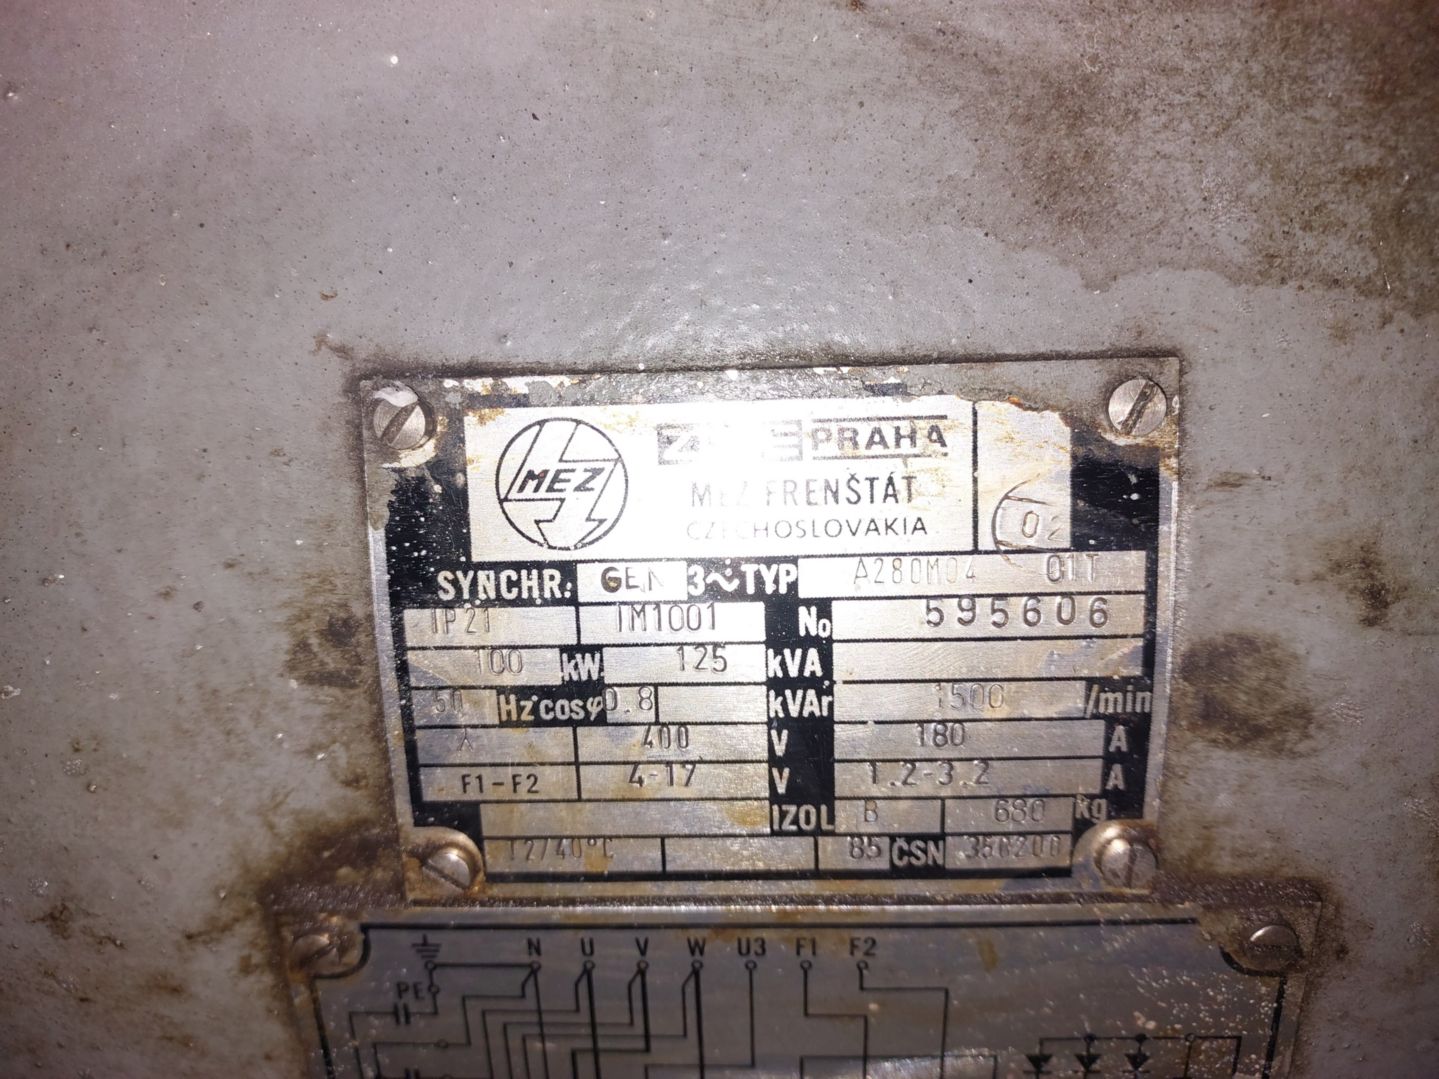 MEZ
PRAHA
MEZ FRENŠTÁT
CZECHOSLOVAKIA
02
SYNCHR. GEN 3~ TYP A280M04 01T
IP21 IM1001 No 595606
100 kW 125 kVA
50 Hz cosφ 0.8 kVAr 1500 /min
400 V 180 A
F1-F2 4-17 V 1.2-3.2 A
IZOL B 680 kg
T2/40°C 85 ČSN 350200
N U V W U3 F1 F2
PE